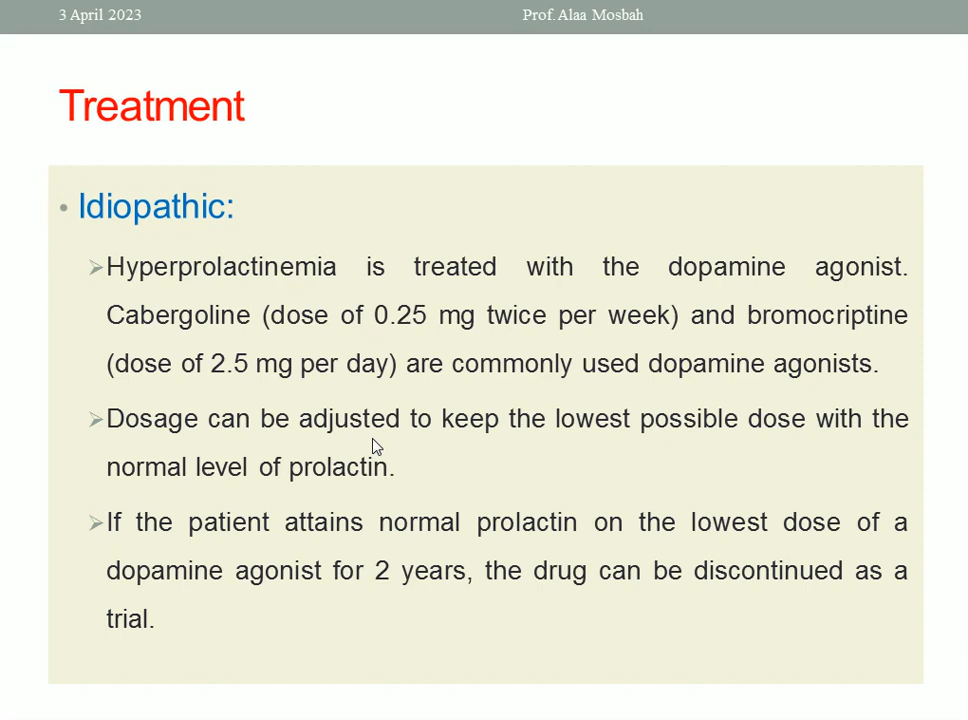 3 April 2023 Prof. Alaa Mosbah
Treatment
• Idiopathic:
➢Hyperprolactinemia is treated with the dopamine agonist.
Cabergoline (dose of 0.25 mg twice per week) and bromocriptine
(dose of 2.5 mg per day) are commonly used dopamine agonists.
➢Dosage can be adjusted to keep the lowest possible dose with the
normal level of prolactin.
➢If the patient attains normal prolactin on the lowest dose of a
dopamine agonist for 2 years, the drug can be discontinued as a
trial.